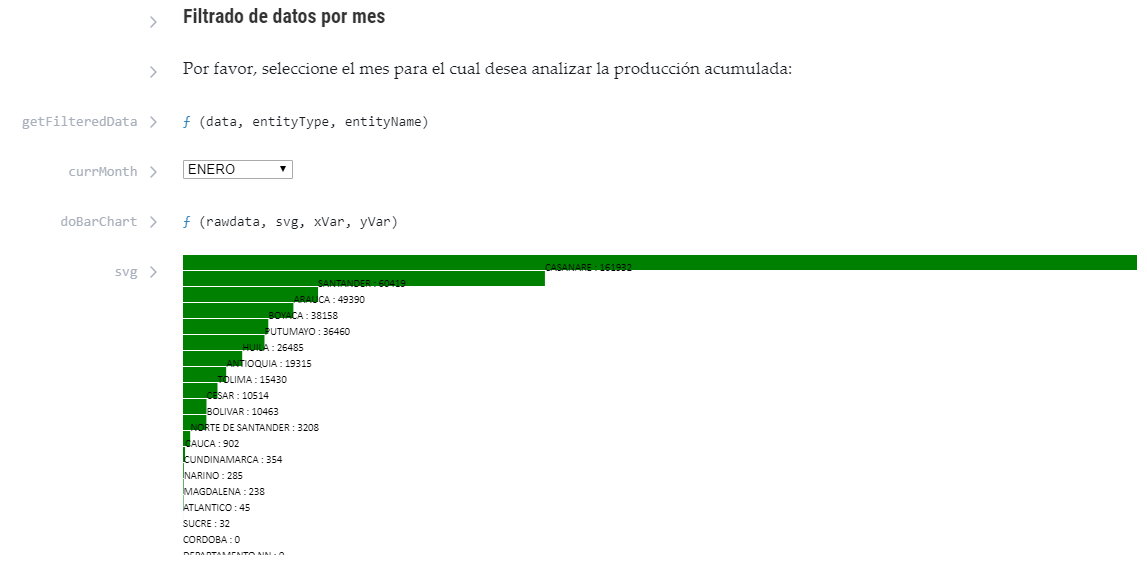 Filtrado de datos por mes
Por favor, seleccione el mes para el cual desea analizar la producción acumulada:
getFilteredData ƒ (data, entityType, entityName)
currMonth ENERO
doBarChart ƒ (rawdata, svg, xVar, yVar)
svg
CASANARE : 161932
SANTANDER : 60419
ARAUCA : 49390
BOYACA : 38158
PUTUMAYO : 36460
HUILA : 26485
ANTIOQUIA : 19315
TOLIMA : 15430
CESAR : 10514
BOLIVAR : 10463
NORTE DE SANTANDER : 3208
CAUCA : 902
CUNDINAMARCA : 354
NARINO : 285
MAGDALENA : 238
ATLANTICO : 45
SUCRE : 32
CORDOBA : 0
DEPARTAMENTO NN : 0